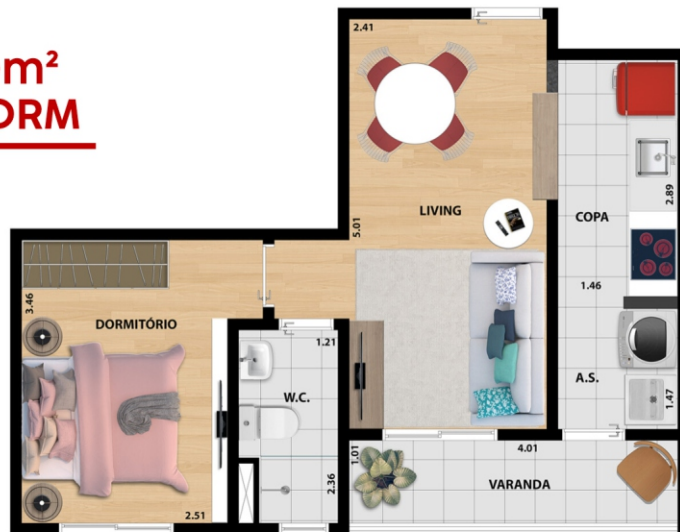 m²
ORM
2.41
LIVING
5.01
COPA
2.89
1.46
3.46
DORMITÓRIO
1.21
W.C.
A.S.
1.47
1.01
4.01
VARANDA
2.36
2.51